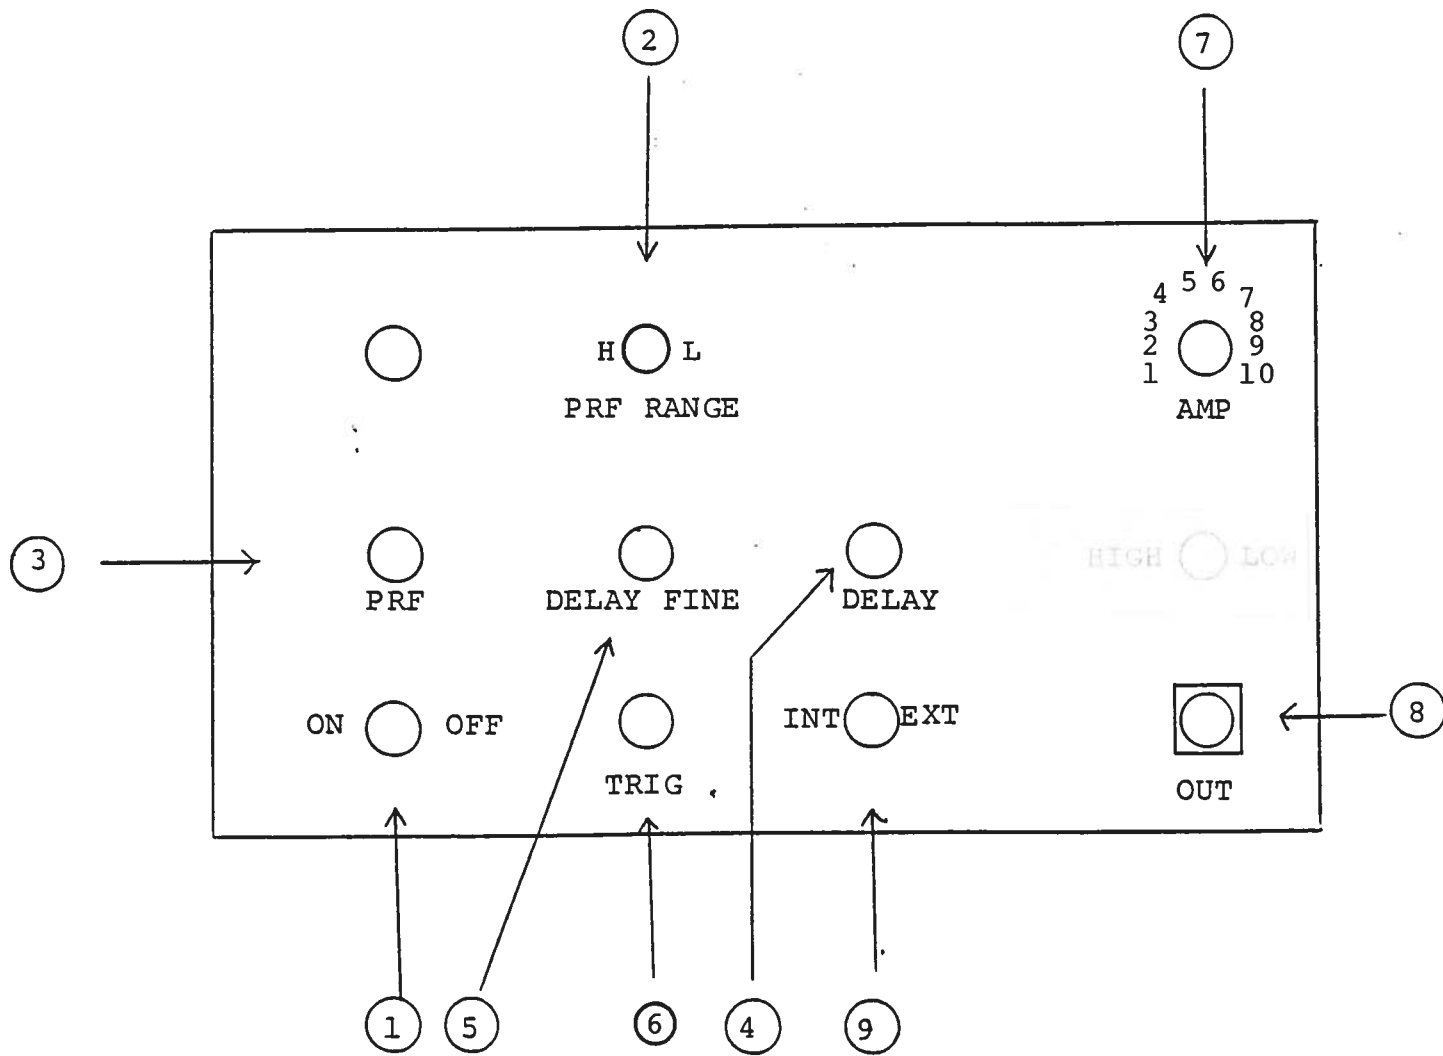 2
7
5 6
4 7
3 8
H L
2 9
1 10
PRF RANGE
AMP
3
HIGH LOW
PRF
DELAY FINE
DELAY
ON OFF
INT EXT
8
TRIG
OUT
1
5
6
4
9